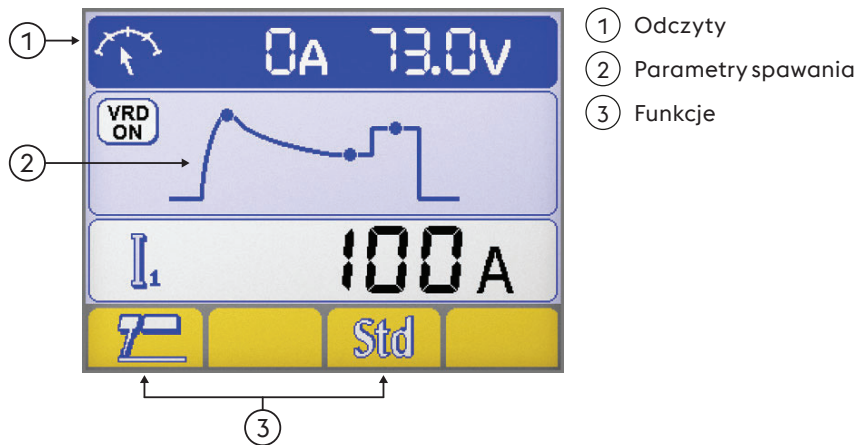 1
0A 73.0V
VRD
ON
2
I1
100A
Std
3
1 Odczyty
2 Parametry spawania
3 Funkcje